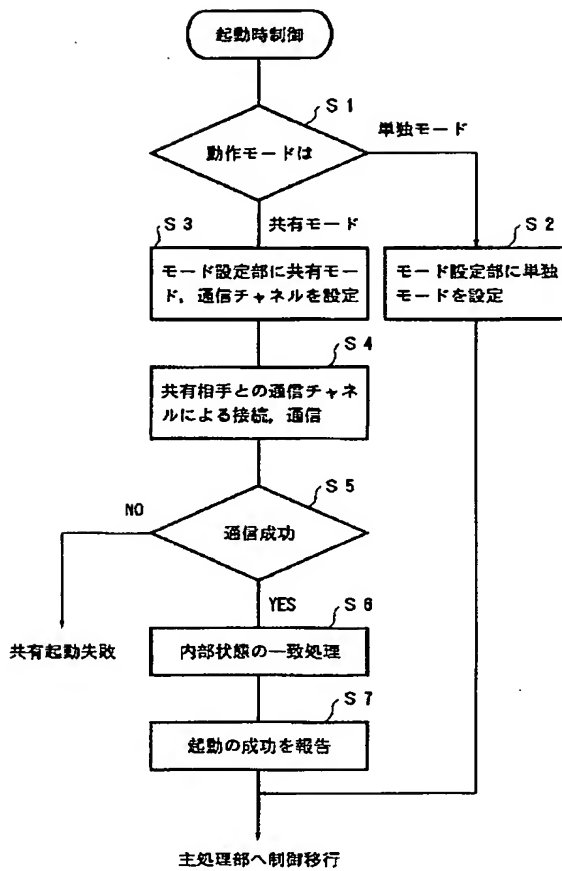 起動時制御
S1
動作モードは
単独モード
共有モード
S3
モード設定部に共有モー
ド，通信チャネルを設定
S2
モード設定部に単独
モードを設定
S4
共有相手との通信チャネ
ルによる接続，通信
S5
通信成功
NO
YES
共有起動失敗
S6
内部状態の一致処理
S7
起動の成功を報告
主処理部へ制御移行